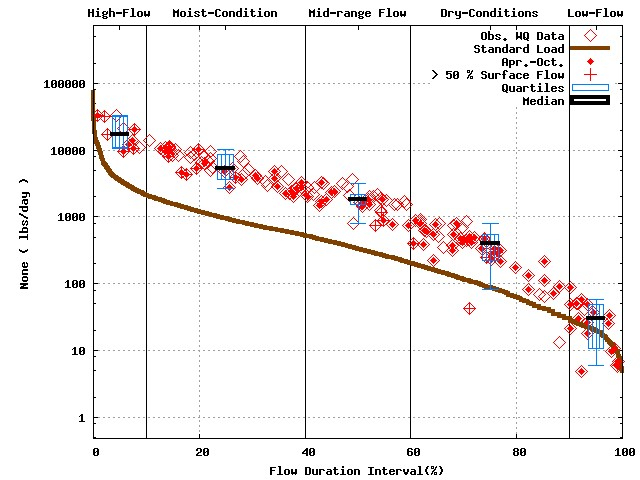 High-Flow Moist-Condition Mid-range Flow Dry-Conditions Low-Flow
Obs. WQ Data
Standard Load
Apr.-Oct.
> 50 % Surface Flow
Quartiles
Median
100000
10000
1000
100
10
1
None ( lbs/day )
0 20 40 60 80 100
Flow Duration Interval(%)